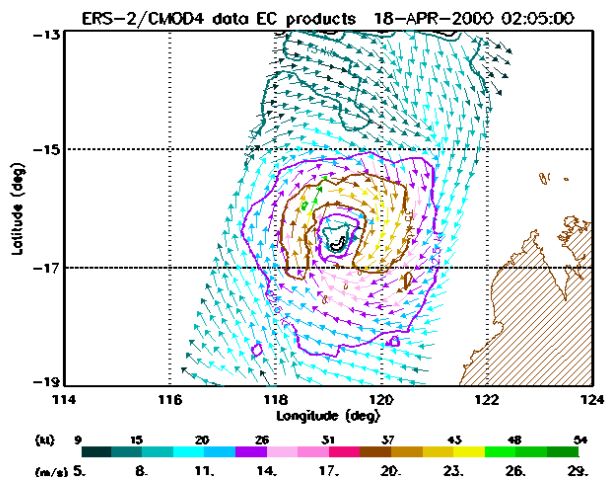 ERS-2/CMOD4 data EC products 18-APR-2000 02:05:00
-13
-15
-17
-19
Latitude (deg)
114 116 118 120 122 124
Longitude (deg)
(kt) 9 15 20 26 31 37 43 48 54
(m/s) 5. 8. 11. 14. 17. 20. 23. 26. 29.